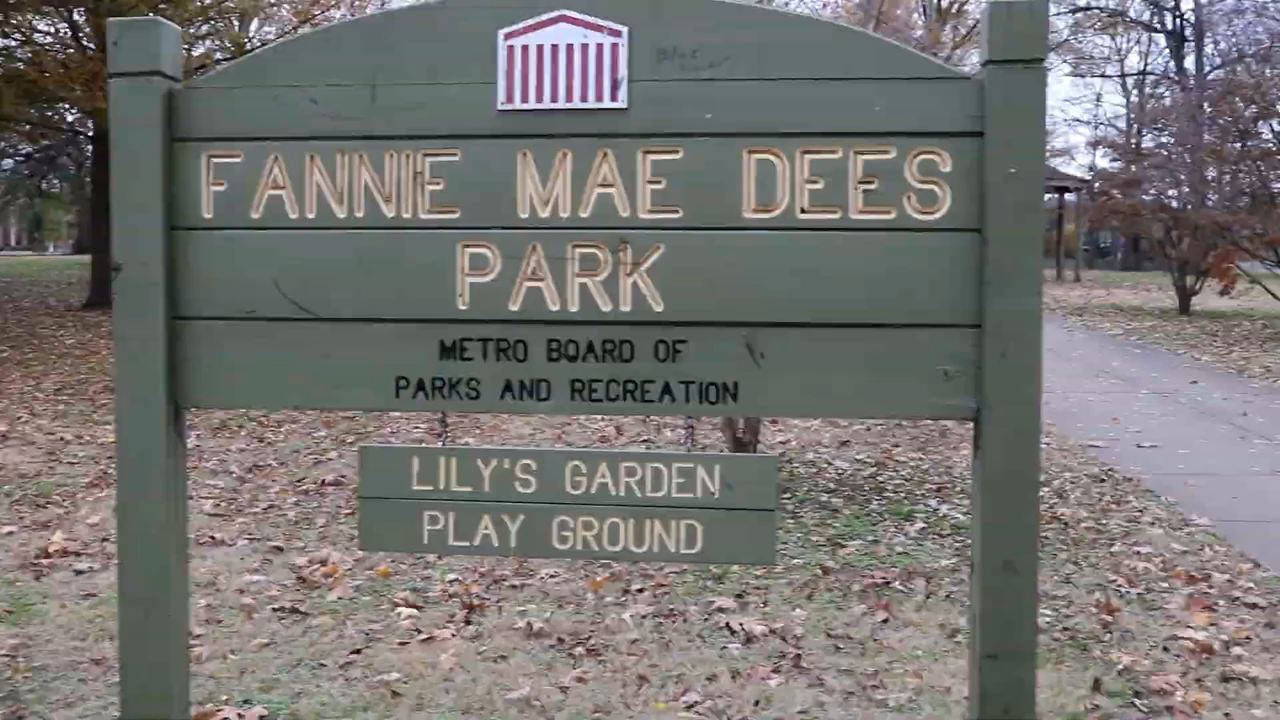 FANNIE MAE DEES
PARK
METRO BOARD OF
PARKS AND RECREATION
LILY'S GARDEN
PLAY GROUND